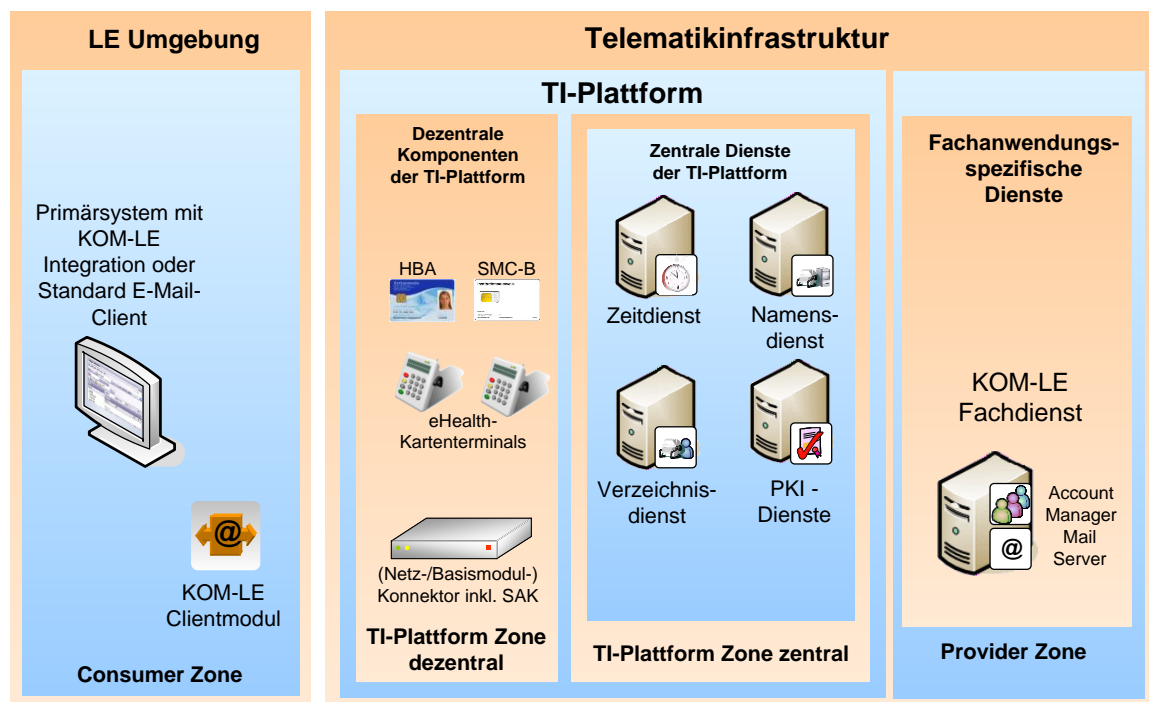 LE Umgebung
Primärsystem mit
KOM-LE
Integration oder
Standard E-Mail-
Client
KOM-LE
Clientmodul
Consumer Zone
Telematikinfrastruktur
TI-Plattform
Dezentrale
Komponenten
der TI-Plattform
HBA
SMC-B
eHealth-
Kartenterminals
(Netz-/Basismodul-)
Konnektor inkl. SAK
TI-Plattform Zone
dezentral
Zentrale Dienste
der TI-Plattform
Zeitdienst
Namens-
dienst
Verzeichnis-
dienst
PKI -
Dienste
TI-Plattform Zone zentral
Fachanwendungs-
spezifische
Dienste
KOM-LE
Fachdienst
@
Account
Manager
Mail
Server
Provider Zone
@